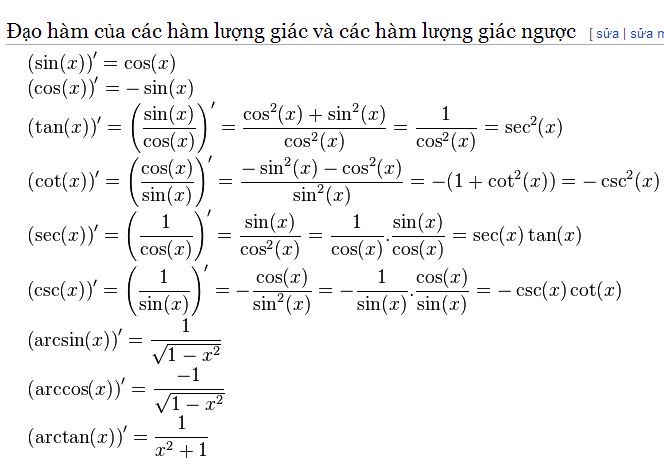 Đạo hàm của các hàm lượng giác và các hàm lượng giác ngược [ sửa | sửa m
(sin(x))′ = cos(x)
(cos(x))′ = − sin(x)
(tan(x))′ = (sin(x)/cos(x))′ = (cos²(x) + sin²(x))/cos²(x) = 1/cos²(x) = sec²(x)
(cot(x))′ = (cos(x)/sin(x))′ = (− sin²(x) − cos²(x))/sin²(x) = −(1 + cot²(x)) = − csc²(x)
(sec(x))′ = (1/cos(x))′ = sin(x)/cos²(x) = 1/cos(x) . sin(x)/cos(x) = sec(x) tan(x)
(csc(x))′ = (1/sin(x))′ = − cos(x)/sin²(x) = − 1/sin(x) . cos(x)/sin(x) = − csc(x) cot(x)
(arcsin(x))′ = 1/√(1 − x²)
(arccos(x))′ = −1/√(1 − x²)
(arctan(x))′ = 1/(x² + 1)